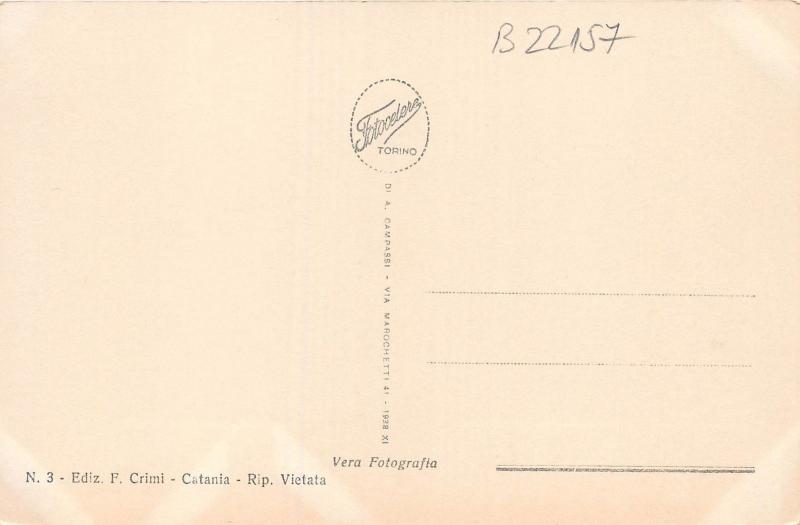 B 22157
Fotocelere
TORINO
DI A. CAMPASSI - VIA MAROCHETTI 41 - 1938 XI
Vera Fotografia
N. 3 - Ediz. F. Crimi - Catania - Rip. Vietata